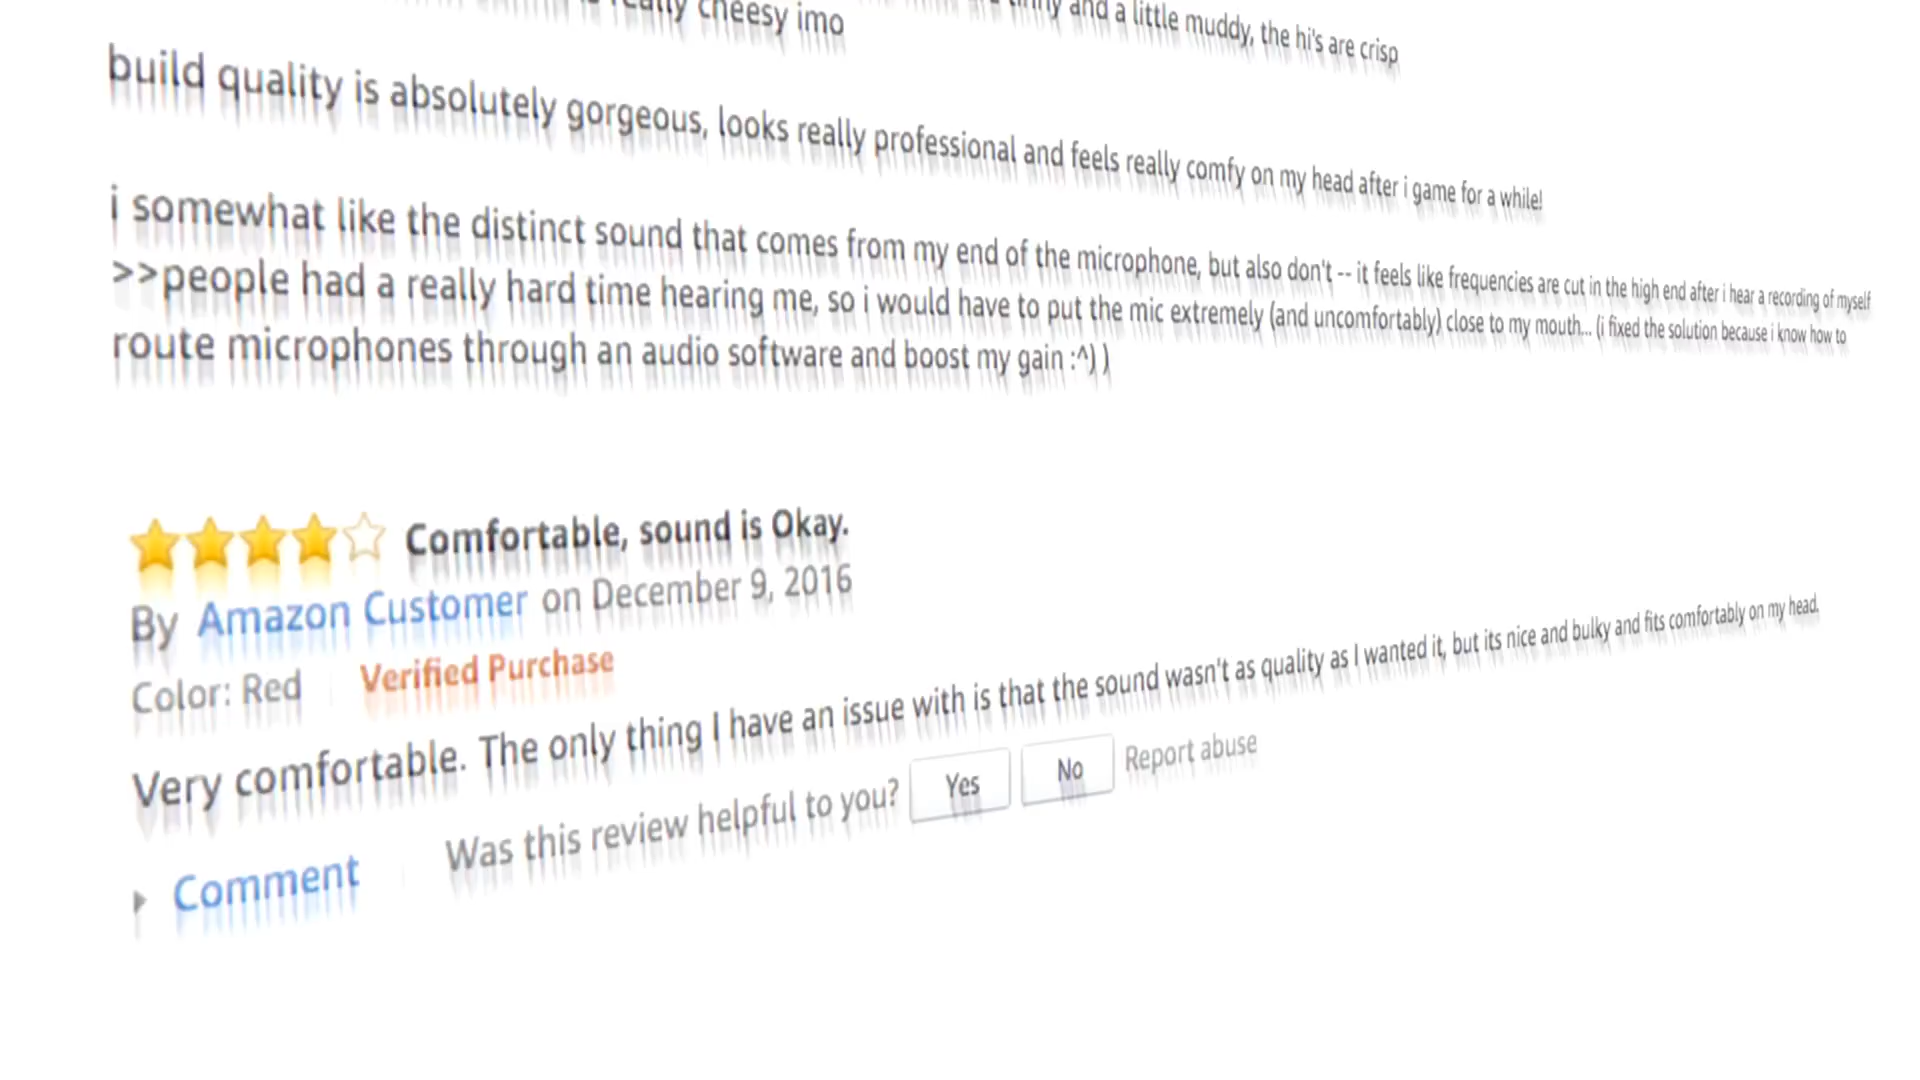 cheesy imo
and a little muddy, the hi's are crisp
build quality is absolutely gorgeous, looks really professional and feels really comfy on my head after i game for a while!
i somewhat like the distinct sound that comes from my end of the microphone, but also don't -- it feels like frequencies are cut in the high end after i hear a recording of myself
>>people had a really hard time hearing me, so i would have to put the mic extremely (and uncomfortably) close to my mouth... (i fixed the solution because i know how to
route microphones through an audio software and boost my gain :^) )
Comfortable, sound is Okay.
By Amazon Customer on December 9, 2016
Color: Red Verified Purchase
Very comfortable. The only thing I have an issue with is that the sound wasn't as quality as I wanted it, but its nice and bulky and fits comfortably on my head.
Comment Was this review helpful to you? Yes No Report abuse